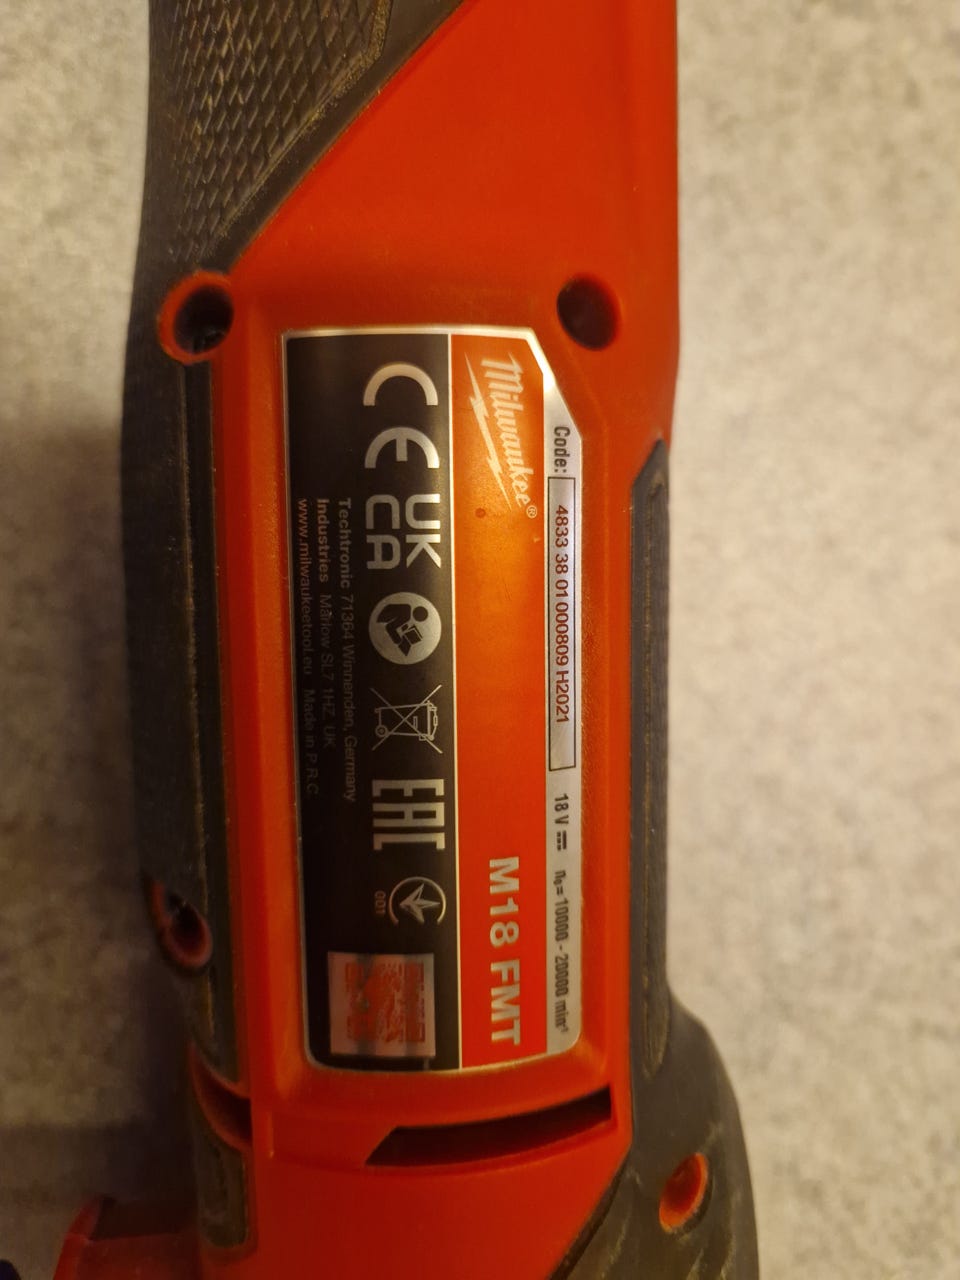 Code: 4833 38 01 000809 H2021 18 V n₀ = 10000 - 20000 min⁻¹
Milwaukee®
M18 FMT
CE UK CA EAC
001
Techtronic 71364 Winnenden, Germany
Industries Marlow SL7 1HZ, UK
www.milwaukeetool.eu Made in P.R.C.